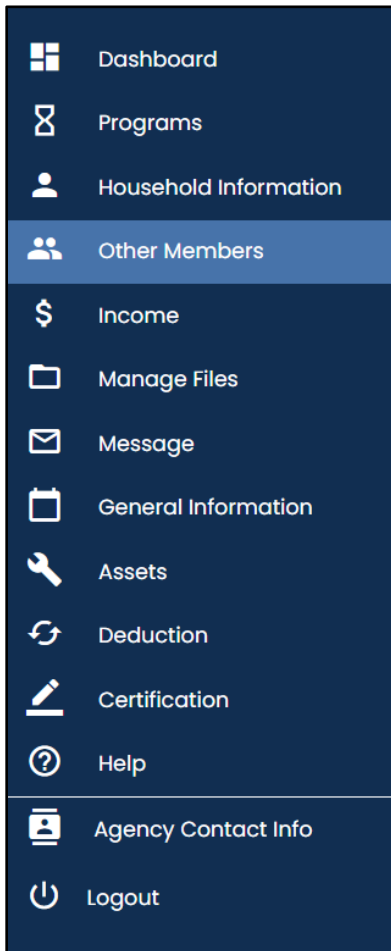 Dashboard
Programs
Household Information
Other Members
Income
Manage Files
Message
General Information
Assets
Deduction
Certification
Help
Agency Contact Info
Logout